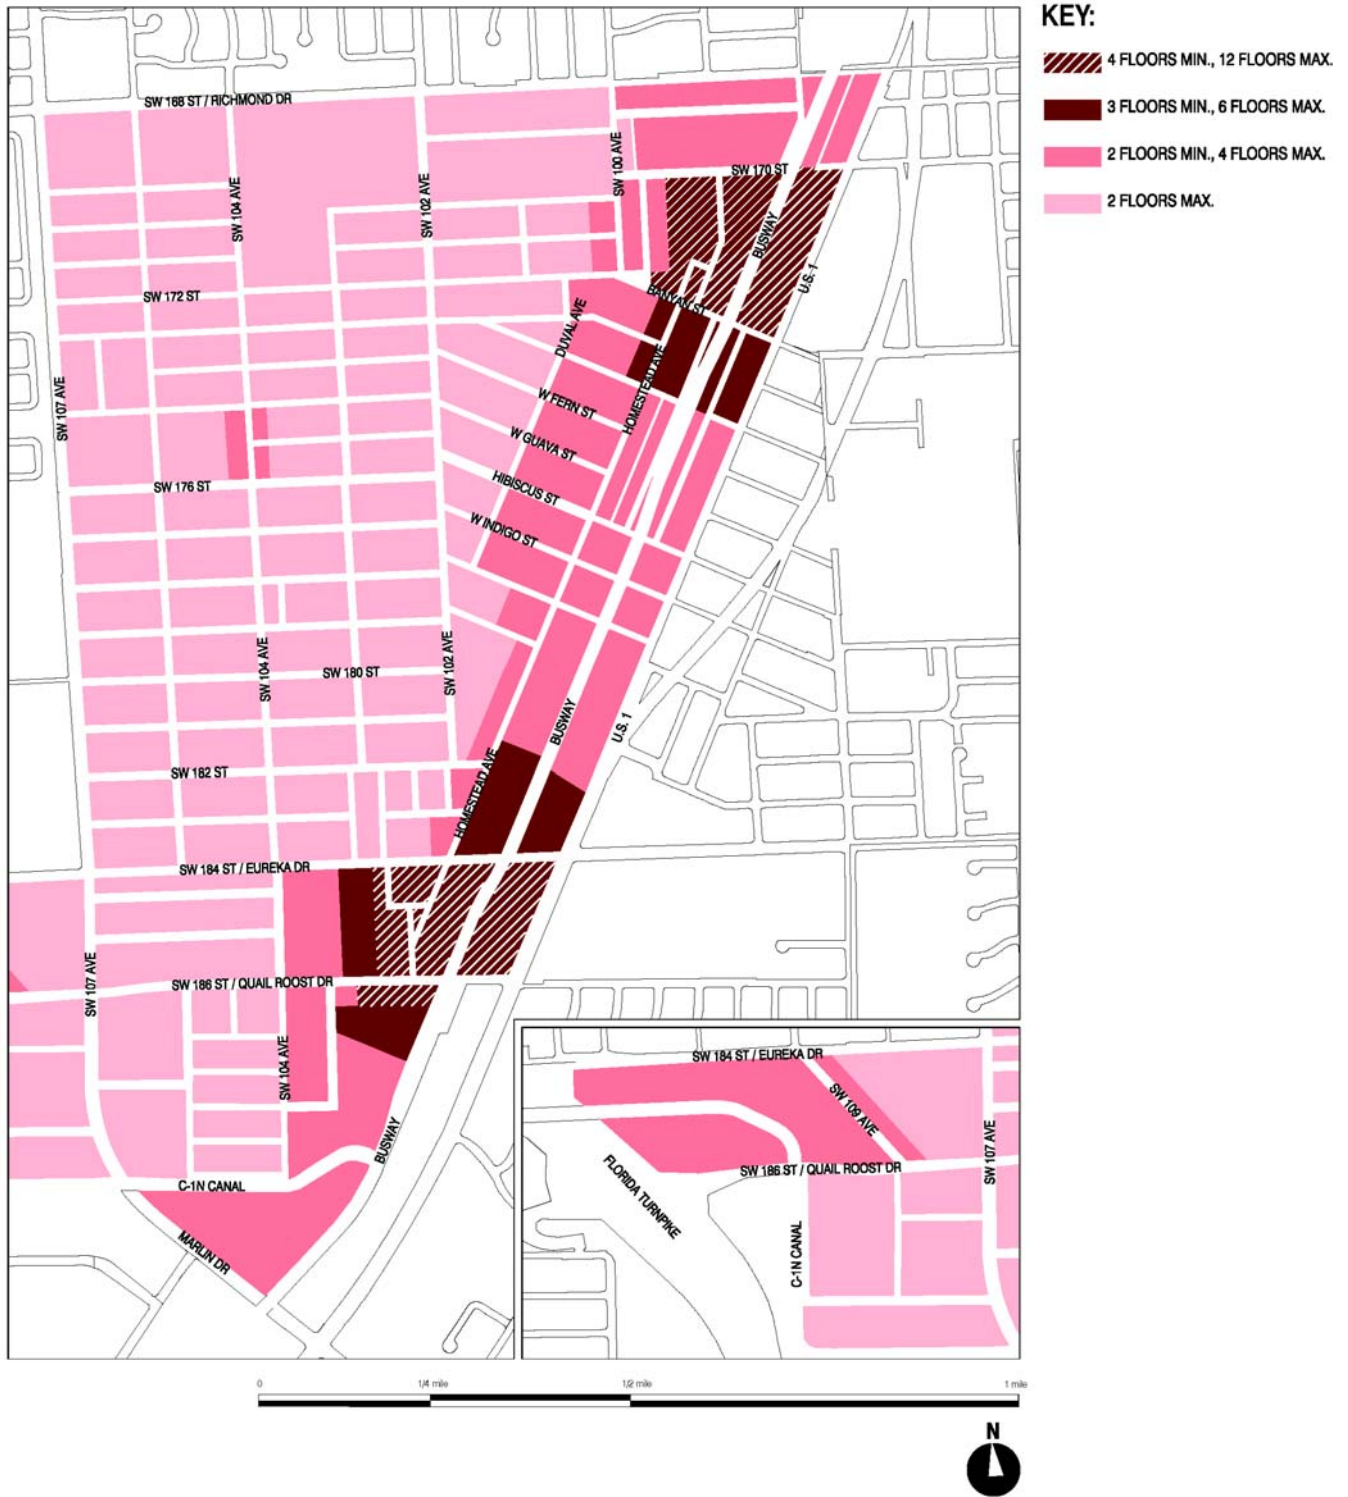 KEY:
4 FLOORS MIN., 12 FLOORS MAX.
3 FLOORS MIN., 6 FLOORS MAX.
2 FLOORS MIN., 4 FLOORS MAX.
2 FLOORS MAX.
SW 168 ST / RICHMOND DR
SW 100 AVE
SW 170 ST
SW 104 AVE
SW 102 AVE
BUSWAY
U.S. 1
SW 172 ST
BANYAN ST
DUVAL AVE
HOMESTEAD AVE
SW 107 AVE
W FERN ST
W GUAVA ST
SW 176 ST
HIBISCUS ST
W INDIGO ST
SW 104 AVE
SW 102 AVE
SW 180 ST
BUSWAY
U.S. 1
SW 182 ST
HOMESTEAD AVE
SW 184 ST / EUREKA DR
SW 107 AVE
SW 186 ST / QUAIL ROOST DR
SW 104 AVE
BUSWAY
C-1N CANAL
MARLIN DR
SW 184 ST / EUREKA DR
SW 109 AVE
SW 107 AVE
SW 186 ST / QUAIL ROOST DR
FLORIDA TURNPIKE
C-1N CANAL
0
1/4 mile
1/2 mile
1 mile
N